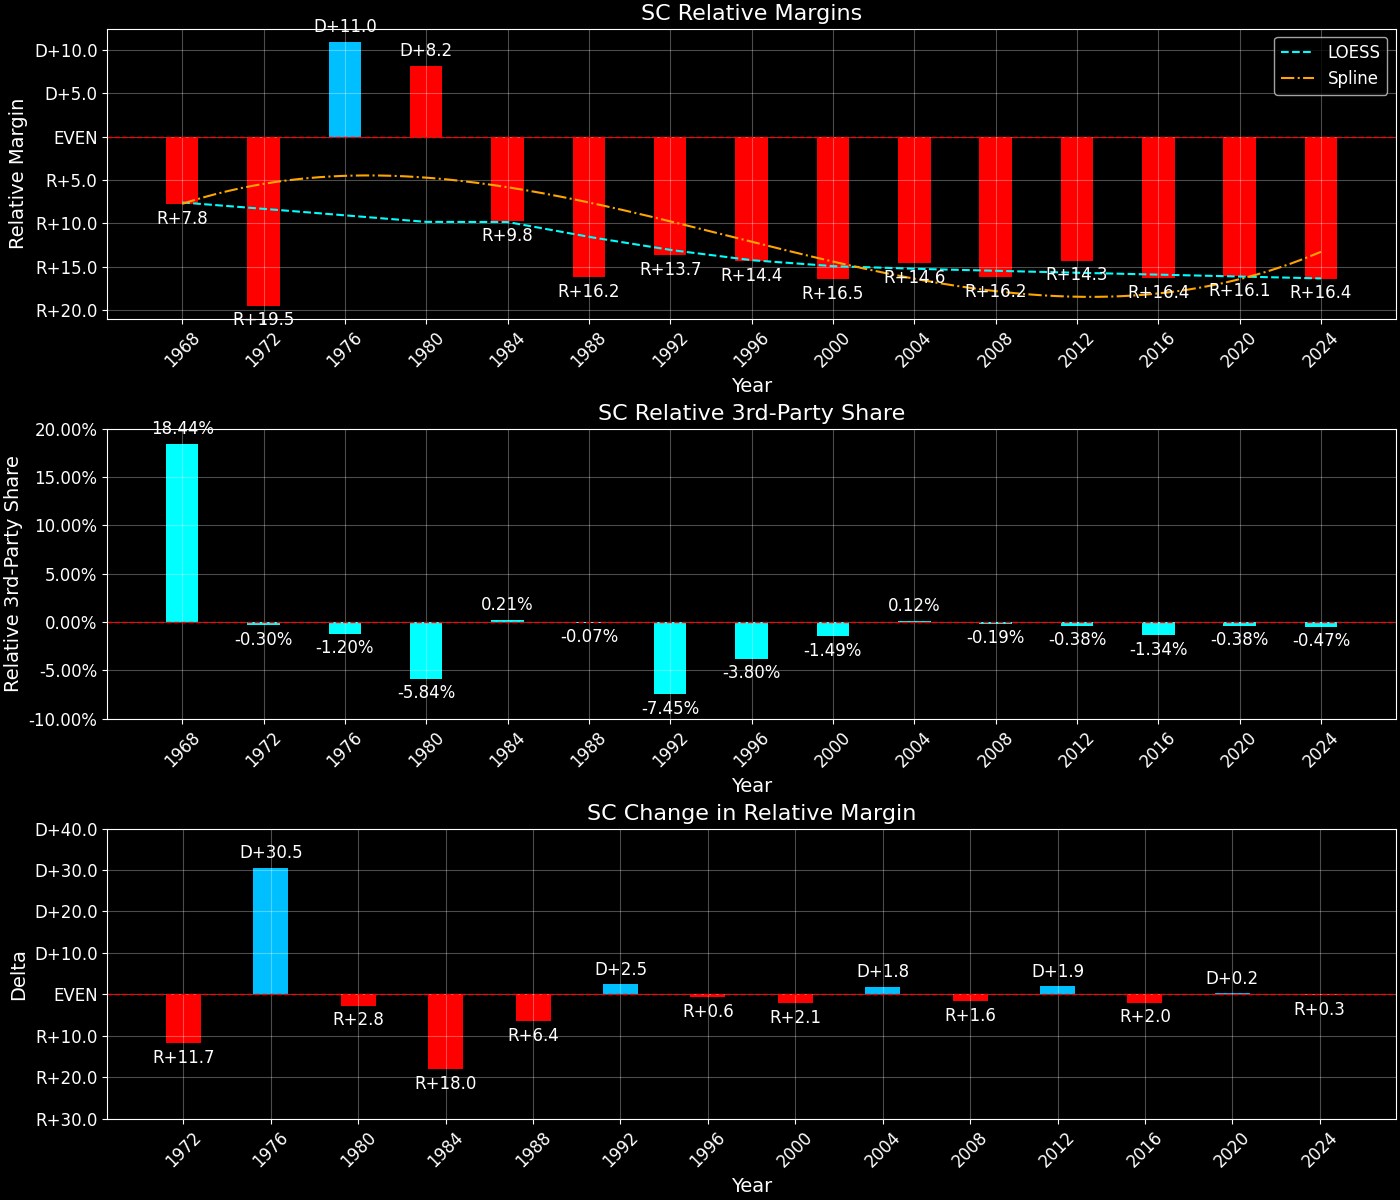 SC Relative Margins
Relative Margin
D+10.0
D+5.0
EVEN
R+5.0
R+10.0
R+15.0
R+20.0
LOESS
Spline
R+7.8
R+19.5
D+11.0
D+8.2
R+9.8
R+16.2
R+13.7
R+14.4
R+16.5
R+14.6
R+16.2
R+14.3
R+16.4
R+16.1
R+16.4
1968 1972 1976 1980 1984 1988 1992 1996 2000 2004 2008 2012 2016 2020 2024
Year
SC Relative 3rd-Party Share
Relative 3rd-Party Share
20.00%
15.00%
10.00%
5.00%
0.00%
-5.00%
-10.00%
18.44%
-0.30%
-1.20%
-5.84%
0.21%
-0.07%
-7.45%
-3.80%
-1.49%
0.12%
-0.19%
-0.38%
-1.34%
-0.38%
-0.47%
1968 1972 1976 1980 1984 1988 1992 1996 2000 2004 2008 2012 2016 2020 2024
Year
SC Change in Relative Margin
Delta
D+40.0
D+30.0
D+20.0
D+10.0
EVEN
R+10.0
R+20.0
R+30.0
R+11.7
D+30.5
R+2.8
R+18.0
R+6.4
D+2.5
R+0.6
R+2.1
D+1.8
R+1.6
D+1.9
R+2.0
D+0.2
R+0.3
1972 1976 1980 1984 1988 1992 1996 2000 2004 2008 2012 2016 2020 2024
Year